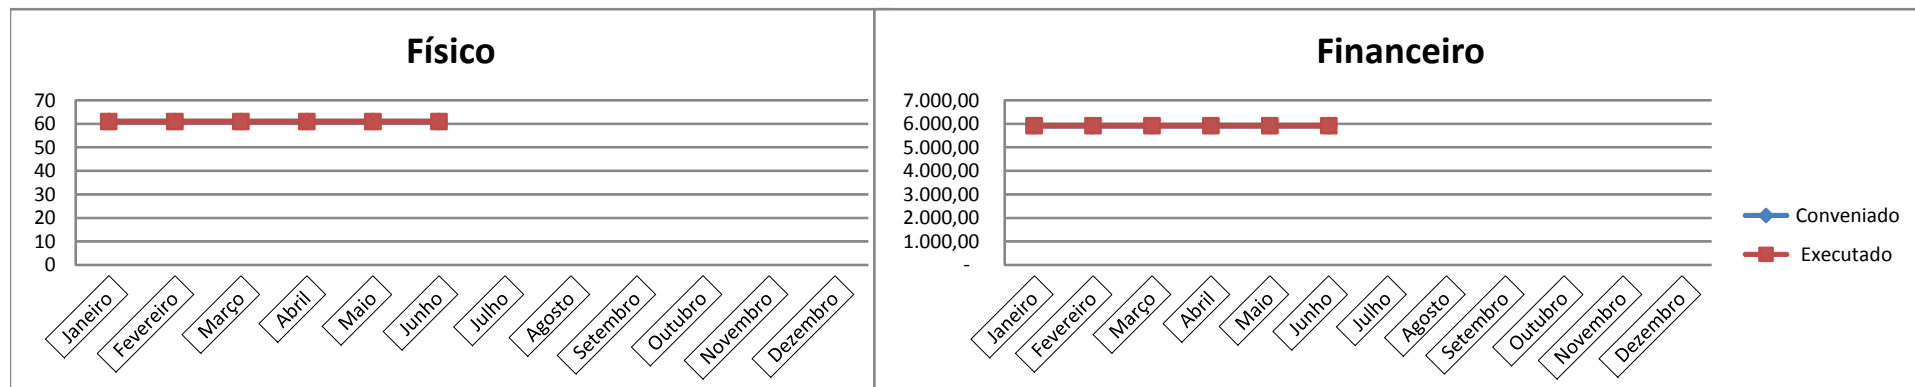 Físico
70
60
50
40
30
20
10
0
Janeiro
Fevereiro
Março
Abril
Maio
Junho
Julho
Agosto
Setembro
Outubro
Novembro
Dezembro
Financeiro
7.000,00
6.000,00
5.000,00
4.000,00
3.000,00
2.000,00
1.000,00
-
Janeiro
Fevereiro
Março
Abril
Maio
Junho
Julho
Agosto
Setembro
Outubro
Novembro
Dezembro
Conveniado
Executado